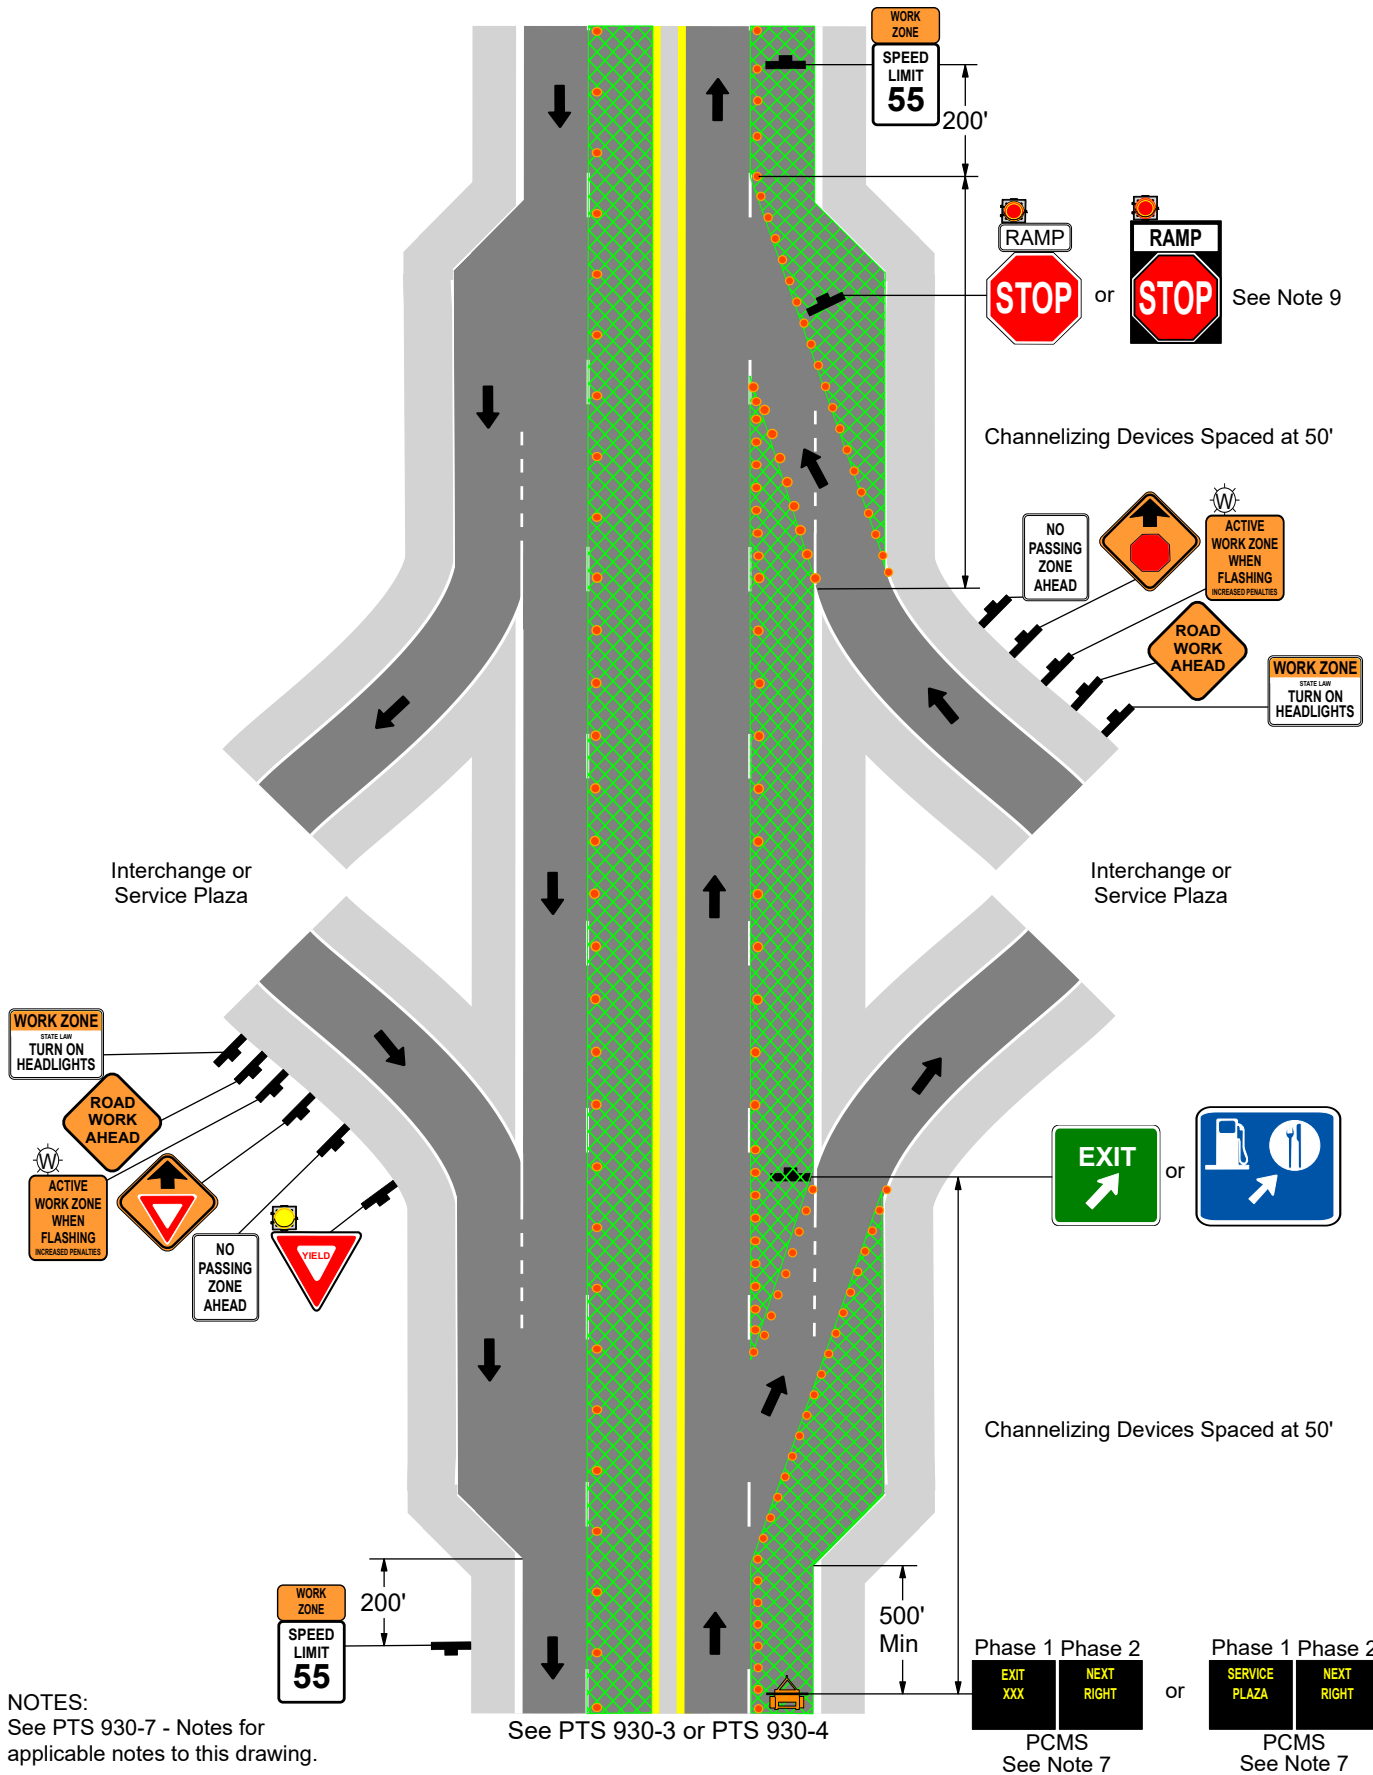 WORK
ZONE
SPEED
LIMIT
55
200'
RAMP
STOP
or
RAMP
STOP
See Note 9
Channelizing Devices Spaced at 50'
NO
PASSING
ZONE
AHEAD
W
ACTIVE
WORK ZONE
WHEN
FLASHING
INCREASED PENALTIES
ROAD
WORK
AHEAD
WORK ZONE
STATE LAW
TURN ON
HEADLIGHTS
Interchange or
Service Plaza
Interchange or
Service Plaza
WORK ZONE
STATE LAW
TURN ON
HEADLIGHTS
ROAD
WORK
AHEAD
W
ACTIVE
WORK ZONE
WHEN
FLASHING
INCREASED PENALTIES
NO
PASSING
ZONE
AHEAD
YIELD
EXIT
or
Channelizing Devices Spaced at 50'
200'
WORK
ZONE
SPEED
LIMIT
55
500'
Min
Phase 1 Phase 2
EXIT
XXX
NEXT
RIGHT
or
Phase 1 Phase 2
SERVICE
PLAZA
NEXT
RIGHT
PCMS
See Note 7
PCMS
See Note 7
See PTS 930-3 or PTS 930-4
NOTES:
See PTS 930-7 - Notes for
applicable notes to this drawing.